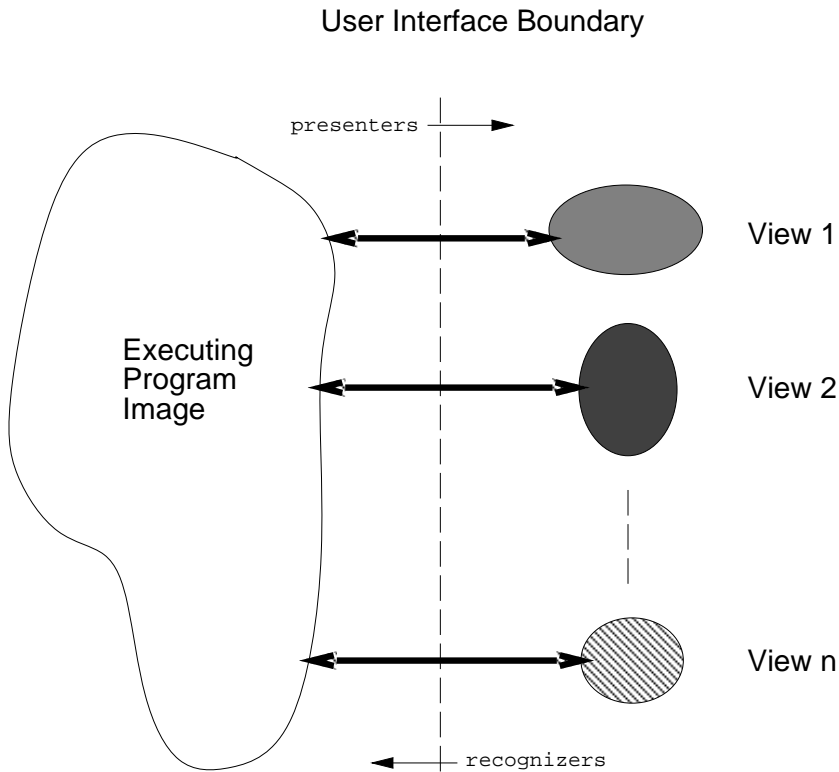 User Interface Boundary
presenters
View 1
Executing
Program
Image
View 2
View n
recognizers